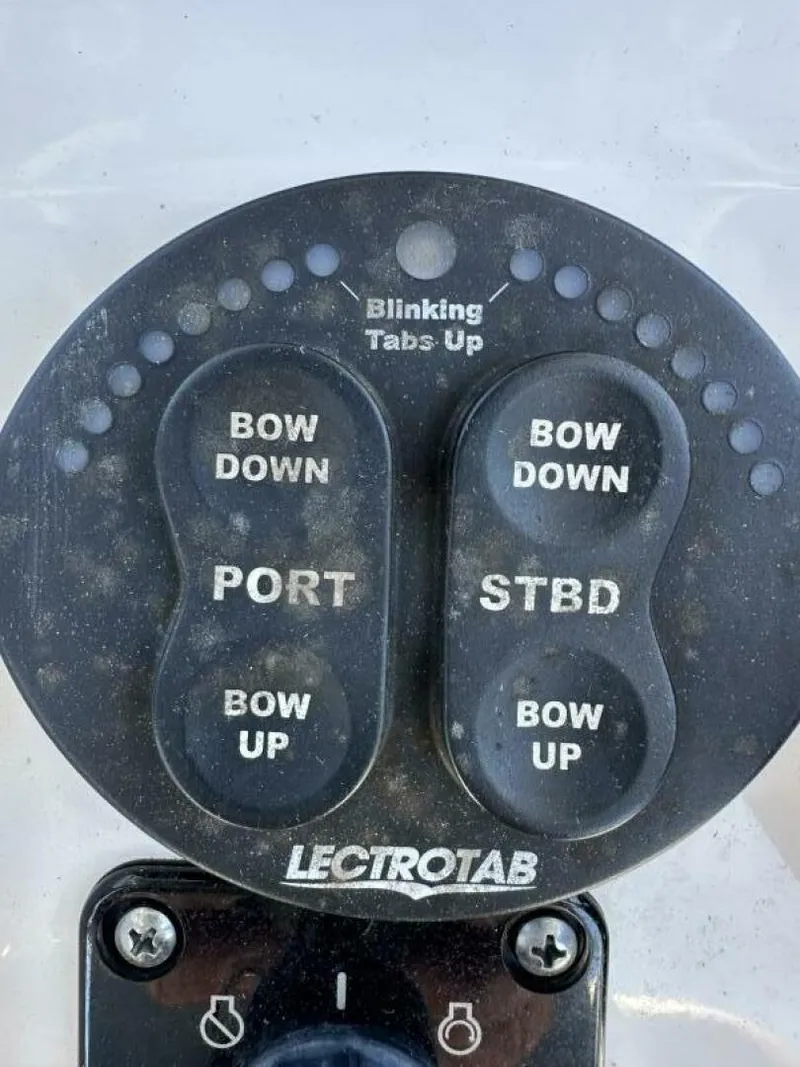 Blinking
Tabs Up
BOW
DOWN
PORT
BOW
UP
BOW
DOWN
STBD
BOW
UP
LECTROTAB